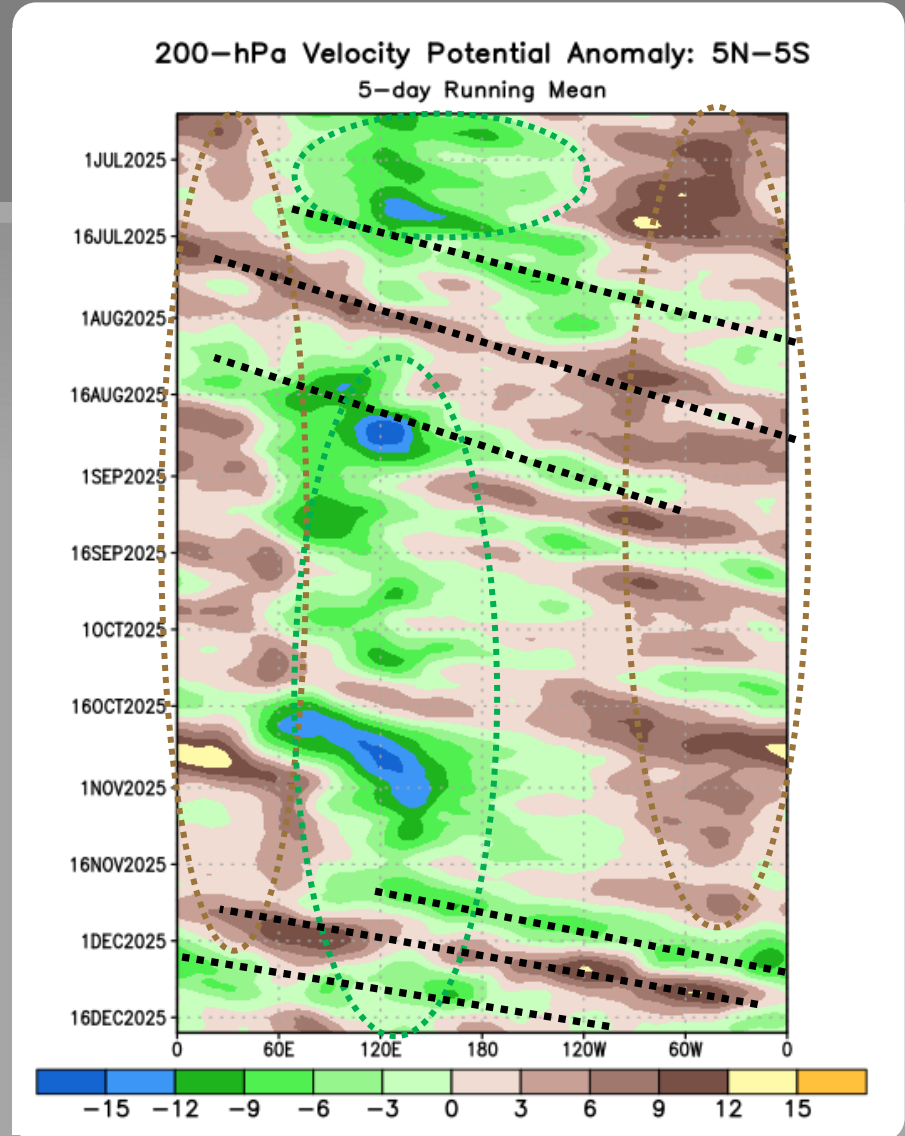 200-hPa Velocity Potential Anomaly: 5N-5S
5-day Running Mean
1JUL2025
16JUL2025
1AUG2025
16AUG2025
1SEP2025
16SEP2025
1OCT2025
16OCT2025
1NOV2025
16NOV2025
1DEC2025
16DEC2025
0 60E 120E 180 120W 60W 0
-15 -12 -9 -6 -3 0 3 6 9 12 15